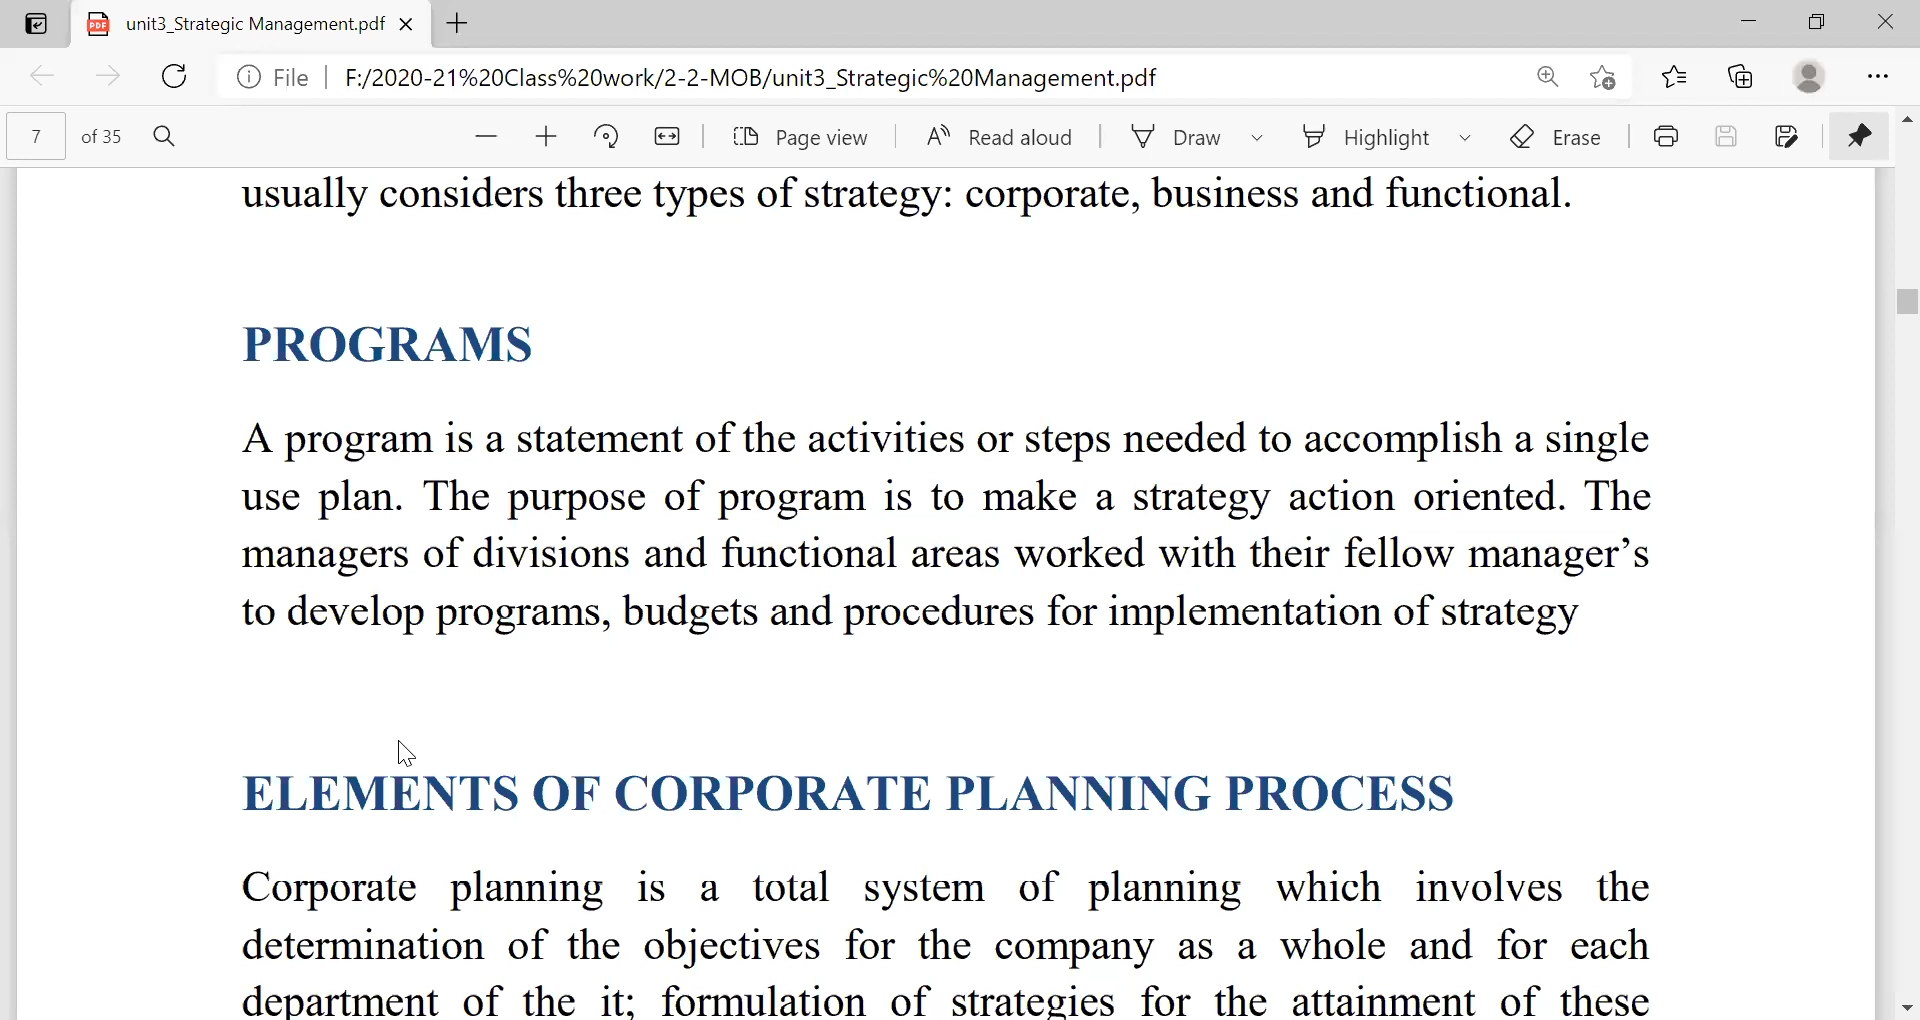 unit3_Strategic Management.pdf
File
F:/2020-21%20Class%20work/2-2-MOB/unit3_Strategic%20Management.pdf
7 of 35 Page view Read aloud Draw Highlight Erase
usually considers three types of strategy: corporate, business and functional.
PROGRAMS
A program is a statement of the activities or steps needed to accomplish a single
use plan. The purpose of program is to make a strategy action oriented. The
managers of divisions and functional areas worked with their fellow manager’s
to develop programs, budgets and procedures for implementation of strategy
ELEMENTS OF CORPORATE PLANNING PROCESS
Corporate planning is a total system of planning which involves the
determination of the objectives for the company as a whole and for each
department of the it; formulation of strategies for the attainment of these